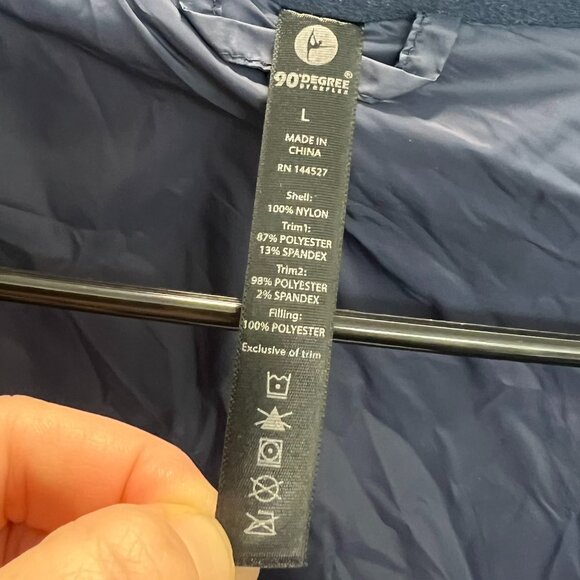 90°DEGREE®
BY REFLEX
L
MADE IN
CHINA
RN 144527
Shell:
100% NYLON
Trim1:
87% POLYESTER
13% SPANDEX
Trim2:
98% POLYESTER
2% SPANDEX
Filling:
100% POLYESTER
Exclusive of trim